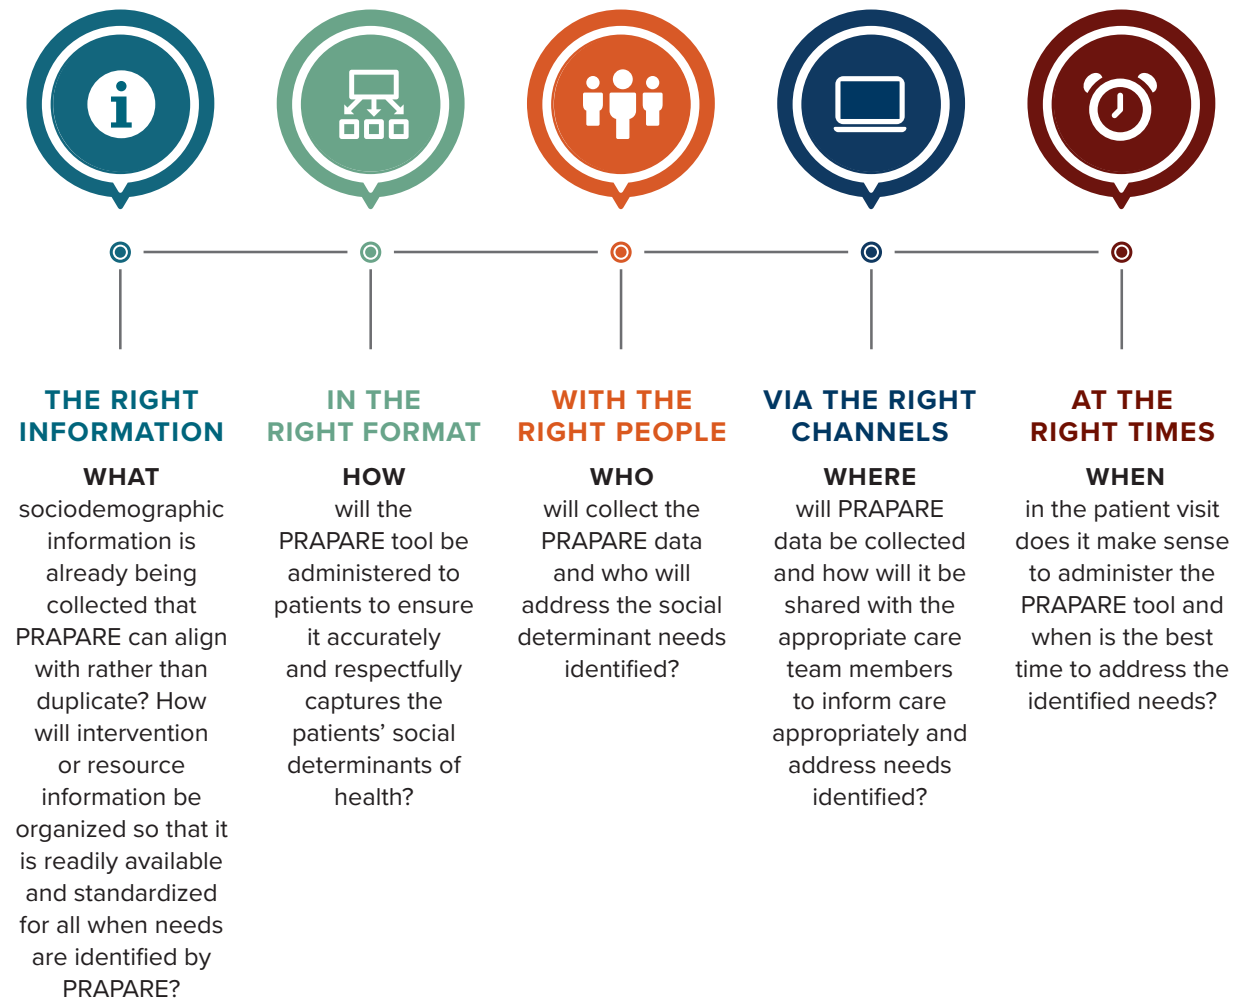 THE RIGHT
INFORMATION
WHAT
sociodemographic
information is
already being
collected that
PRAPARE can align
with rather than
duplicate? How
will intervention
or resource
information be
organized so that it
is readily available
and standardized
for all when needs
are identified by
PRAPARE?
IN THE
RIGHT FORMAT
HOW
will the
PRAPARE tool be
administered to
patients to ensure
it accurately
and respectfully
captures the
patients’ social
determinants of
health?
WITH THE
RIGHT PEOPLE
WHO
will collect the
PRAPARE data
and who will
address the social
determinant needs
identified?
VIA THE RIGHT
CHANNELS
WHERE
will PRAPARE
data be collected
and how will it be
shared with the
appropriate care
team members
to inform care
appropriately and
address needs
identified?
AT THE
RIGHT TIMES
WHEN
in the patient visit
does it make sense
to administer the
PRAPARE tool and
when is the best
time to address the
identified needs?